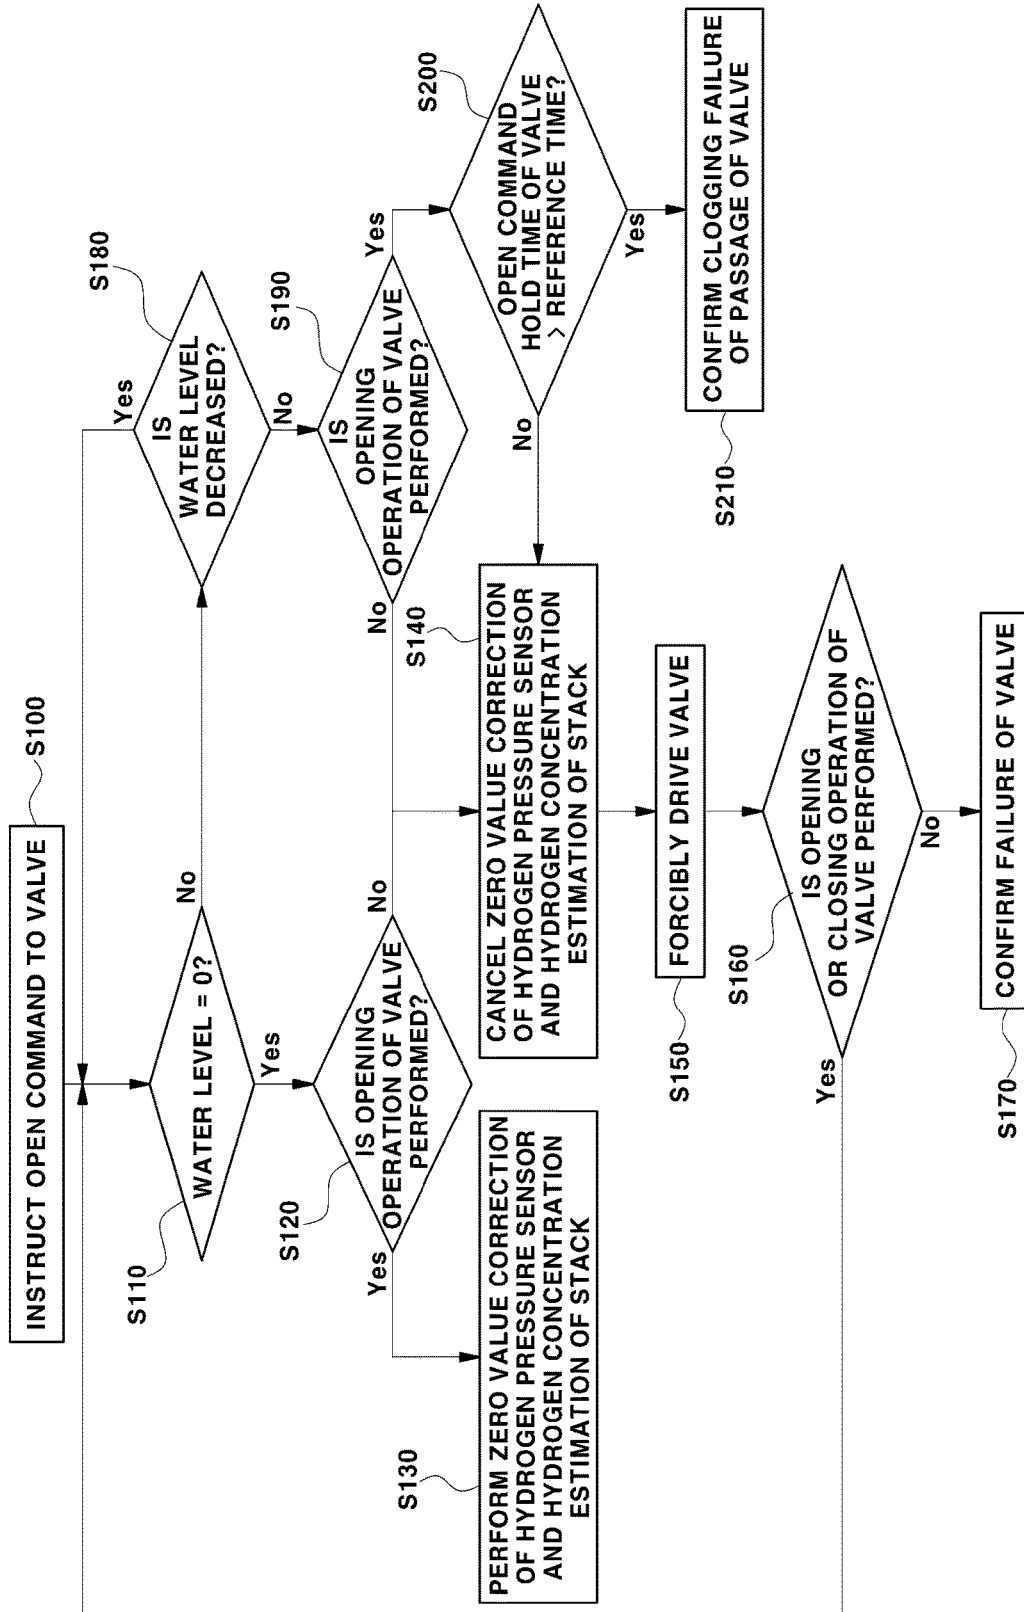 INSTRUCT OPEN COMMAND TO VALVE
S100
WATER LEVEL = 0?
S110
No
Yes
IS
WATER LEVEL
DECREASED?
S180
Yes
No
IS OPENING
OPERATION OF VALVE
PERFORMED?
S120
Yes
No
IS
OPENING
OPERATION OF VALVE
PERFORMED?
S190
No
Yes
OPEN COMMAND
HOLD TIME OF VALVE
> REFERENCE TIME?
S200
No
Yes
PERFORM ZERO VALUE CORRECTION
OF HYDROGEN PRESSURE SENSOR
AND HYDROGEN CONCENTRATION
ESTIMATION OF STACK
S130
CANCEL ZERO VALUE CORRECTION
OF HYDROGEN PRESSURE SENSOR
AND HYDROGEN CONCENTRATION
ESTIMATION OF STACK
S140
CONFIRM CLOGGING FAILURE
OF PASSAGE OF VALVE
S210
FORCIBLY DRIVE VALVE
S150
IS OPENING
OR CLOSING OPERATION OF
VALVE PERFORMED?
S160
Yes
No
CONFIRM FAILURE OF VALVE
S170